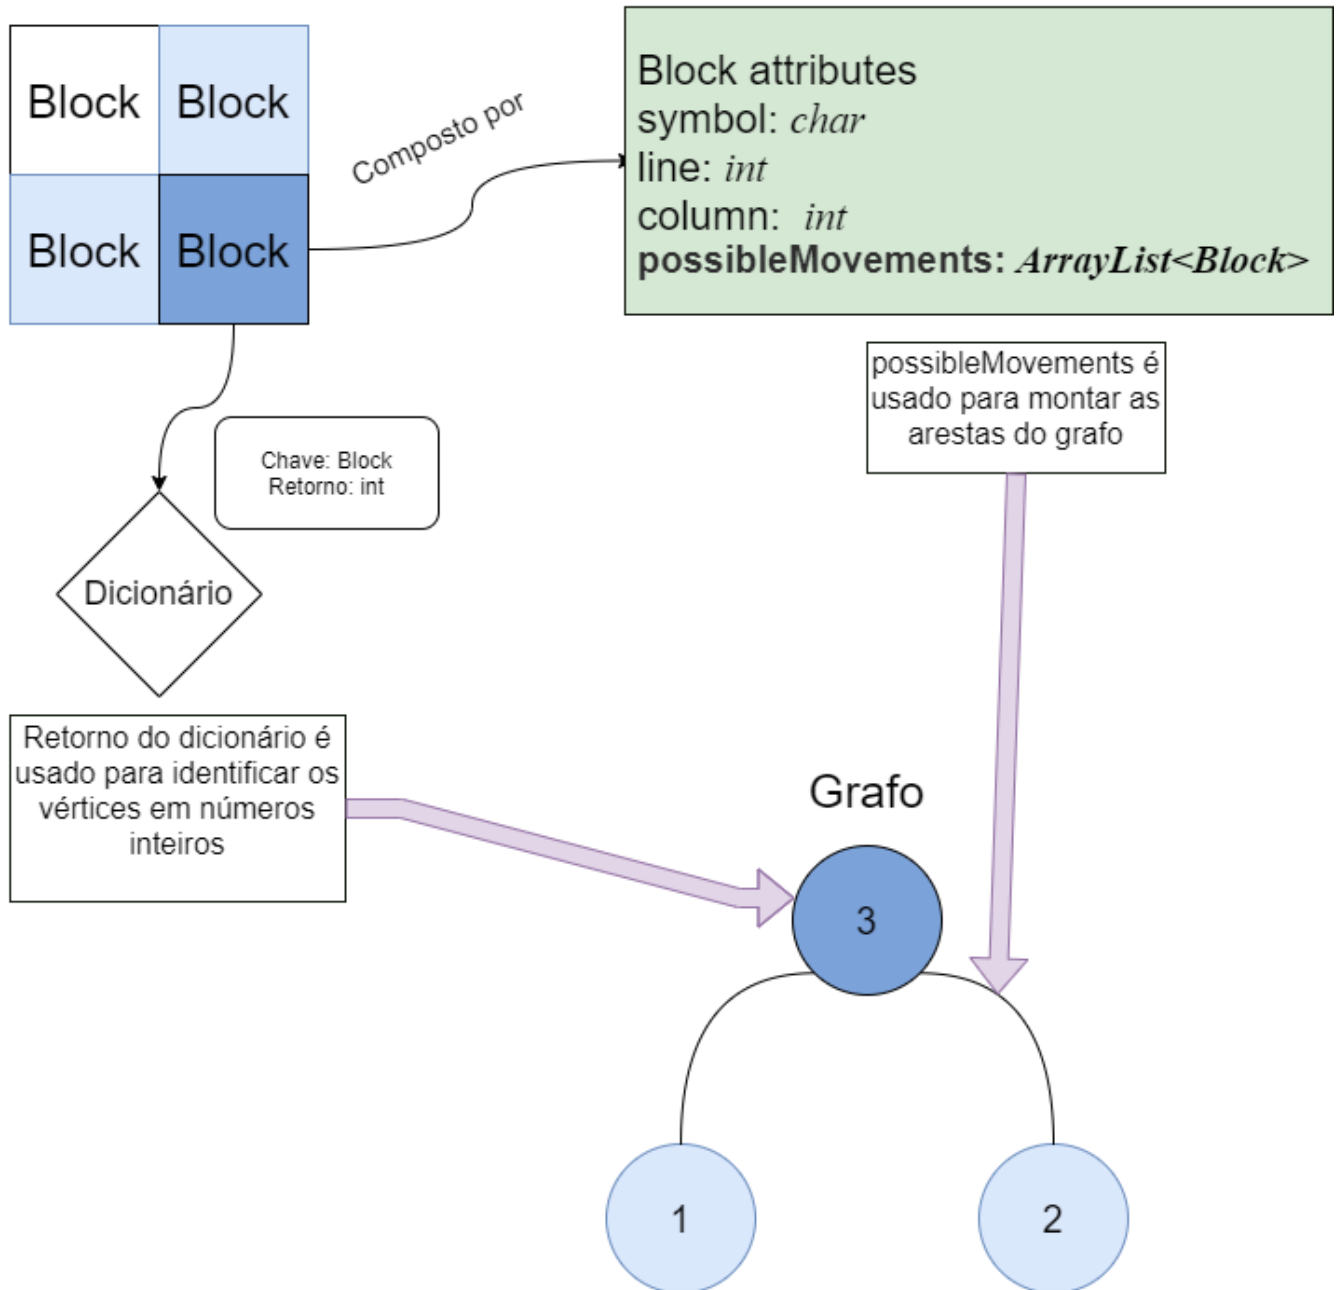 Block Block
Block Block
Composto por
Block attributes
symbol: char
line: int
column: int
possibleMovements: ArrayList<Block>
possibleMovements é
usado para montar as
arestas do grafo
Chave: Block
Retorno: int
Dicionário
Retorno do dicionário é
usado para identificar os
vértices em números
inteiros
Grafo
3
1
2